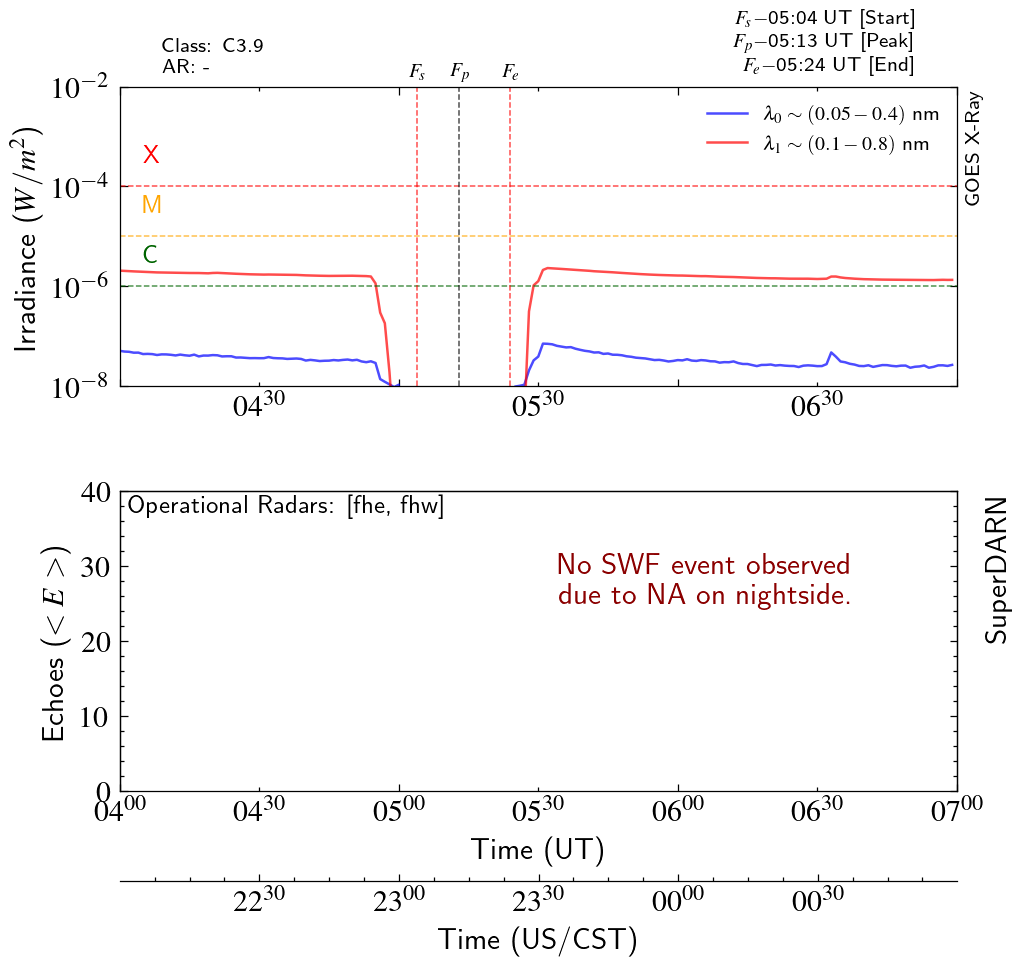 Class: C3.9
AR: -
Fₛ−05:04 UT [Start]
Fₚ−05:13 UT [Peak]
Fₑ−05:24 UT [End]
Fₛ Fₚ Fₑ
λ₀ ∼ (0.05 − 0.4) nm
λ₁ ∼ (0.1 − 0.8) nm
GOES X-Ray
Irradiance (W/m²)
10⁻²
X
10⁻⁴
M
C
10⁻⁶
10⁻⁸
04³⁰ 05³⁰ 06³⁰
Operational Radars: [fhe, fhw]
No SWF event observed
due to NA on nightside.
SuperDARN
Echoes (< E >)
40
30
20
10
0
04⁰⁰ 04³⁰ 05⁰⁰ 05³⁰ 06⁰⁰ 06³⁰ 07⁰⁰
Time (UT)
22³⁰ 23⁰⁰ 23³⁰ 00⁰⁰ 00³⁰
Time (US/CST)